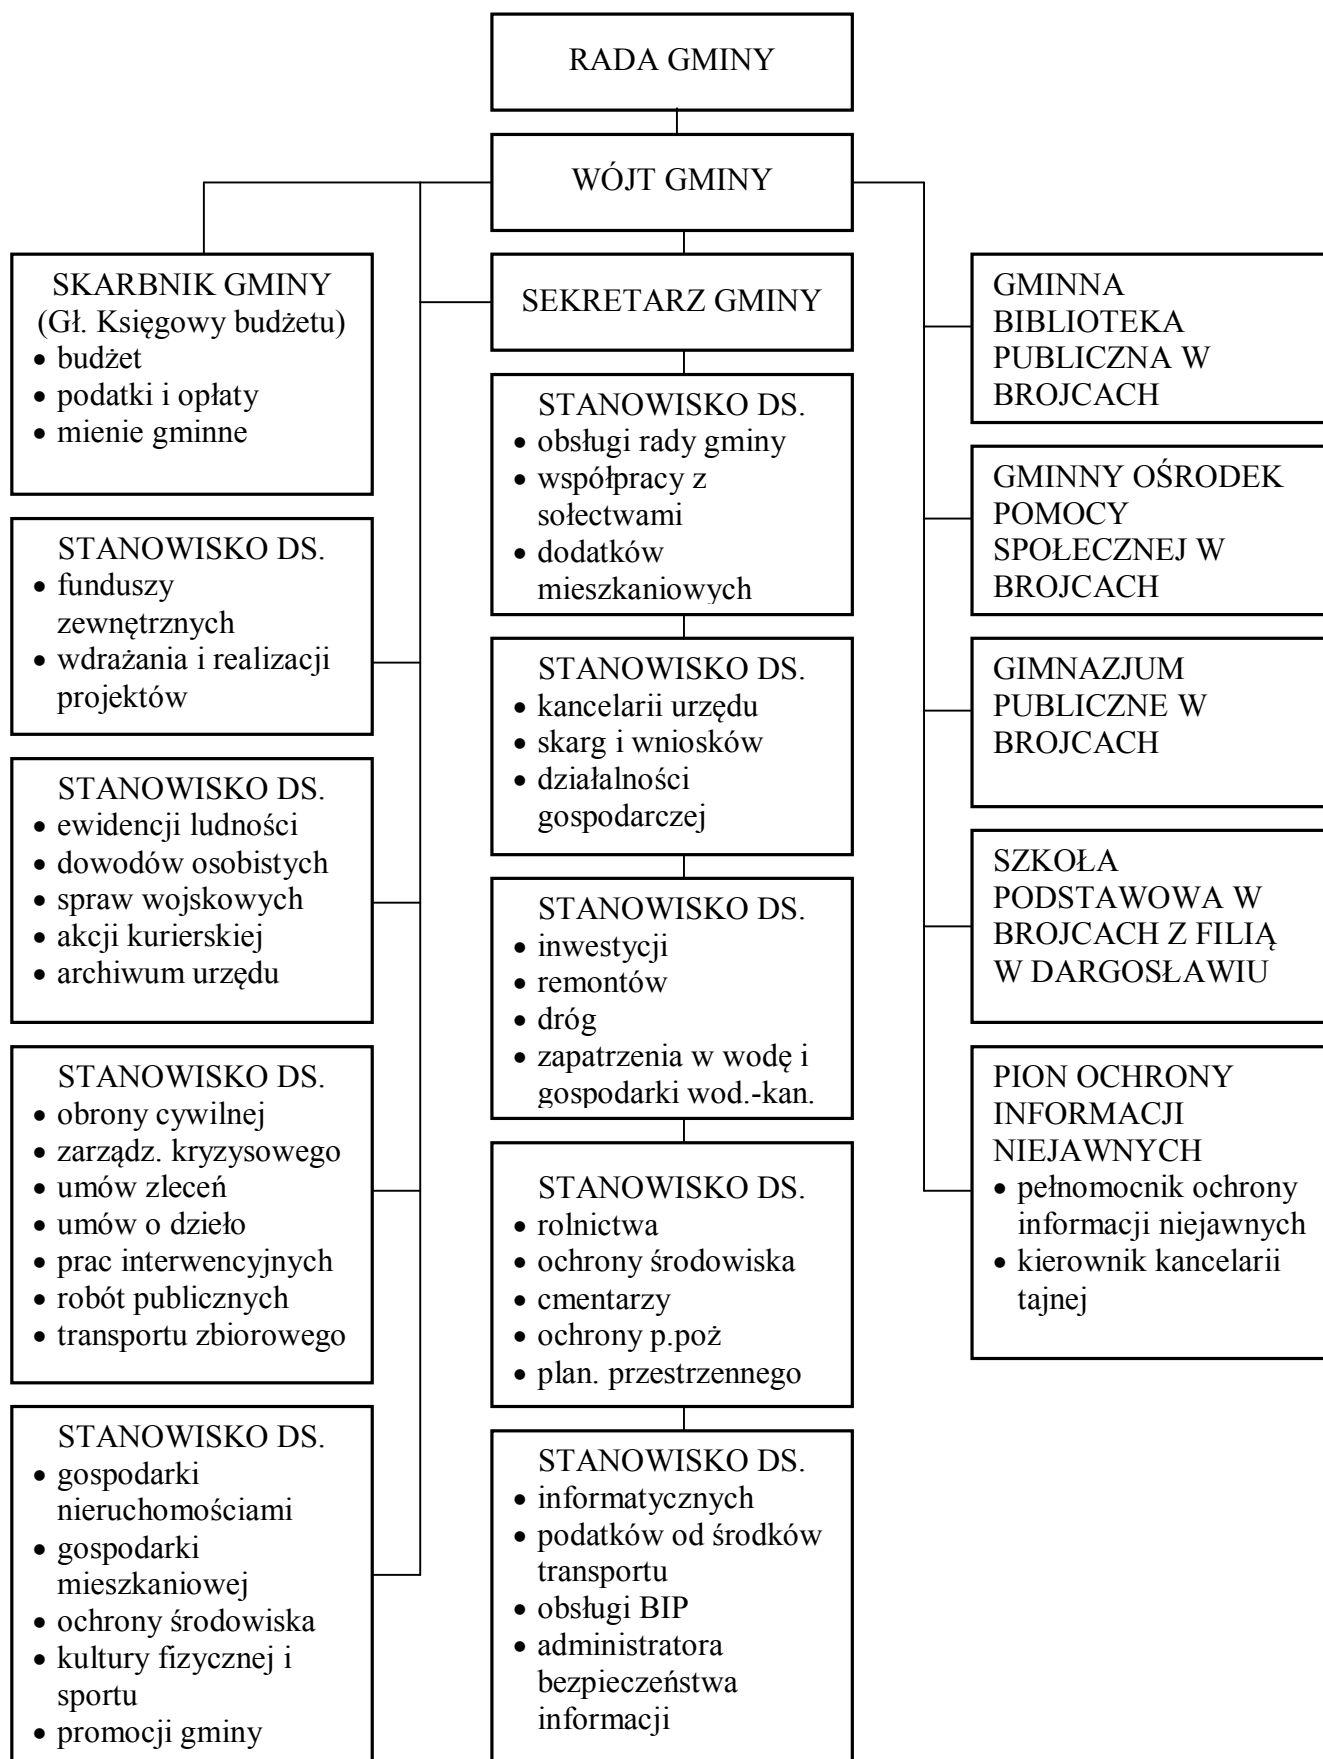 RADA GMINY
WÓJT GMINY
SKARBNIK GMINY
(Gł. Księgowy budżetu)
• budżet
• podatki i opłaty
• mienie gminne
STANOWISKO DS.
• funduszy
zewnętrznych
• wdrażania i realizacji
projektów
STANOWISKO DS.
• ewidencji ludności
• dowodów osobistych
• spraw wojskowych
• akcji kurierskiej
• archiwum urzędu
STANOWISKO DS.
• obrony cywilnej
• zarządz. kryzysowego
• umów zleceń
• umów o dzieło
• prac interwencyjnych
• robót publicznych
• transportu zbiorowego
STANOWISKO DS.
• gospodarki
nieruchomościami
• gospodarki
mieszkaniowej
• ochrony środowiska
• kultury fizycznej i
sportu
• promocji gminy
SEKRETARZ GMINY
STANOWISKO DS.
• obsługi rady gminy
• współpracy z
sołectwami
• dodatków
mieszkaniowych
STANOWISKO DS.
• kancelarii urzędu
• skarg i wniosków
• działalności
gospodarczej
STANOWISKO DS.
• inwestycji
• remontów
• dróg
• zapatrzenia w wodę i
gospodarki wod.-kan.
STANOWISKO DS.
• rolnictwa
• ochrony środowiska
• cmentarzy
• ochrony p.poż
• plan. przestrzennego
STANOWISKO DS.
• informatycznych
• podatków od środków
transportu
• obsługi BIP
• administratora
bezpieczeństwa
informacji
GMINNA
BIBLIOTEKA
PUBLICZNA W
BROJCACH
GMINNY OŚRODEK
POMOCY
SPOŁECZNEJ W
BROJCACH
GIMNAZJUM
PUBLICZNE W
BROJCACH
SZKOŁA
PODSTAWOWA W
BROJCACH Z FILIĄ
W DARGOSŁAWIU
PION OCHRONY
INFORMACJI
NIEJAWNYCH
• pełnomocnik ochrony
informacji niejawnych
• kierownik kancelarii
tajnej